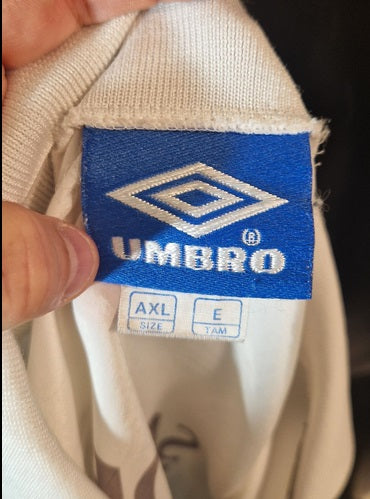 UMBRO ®
AXL E
SIZE TAM